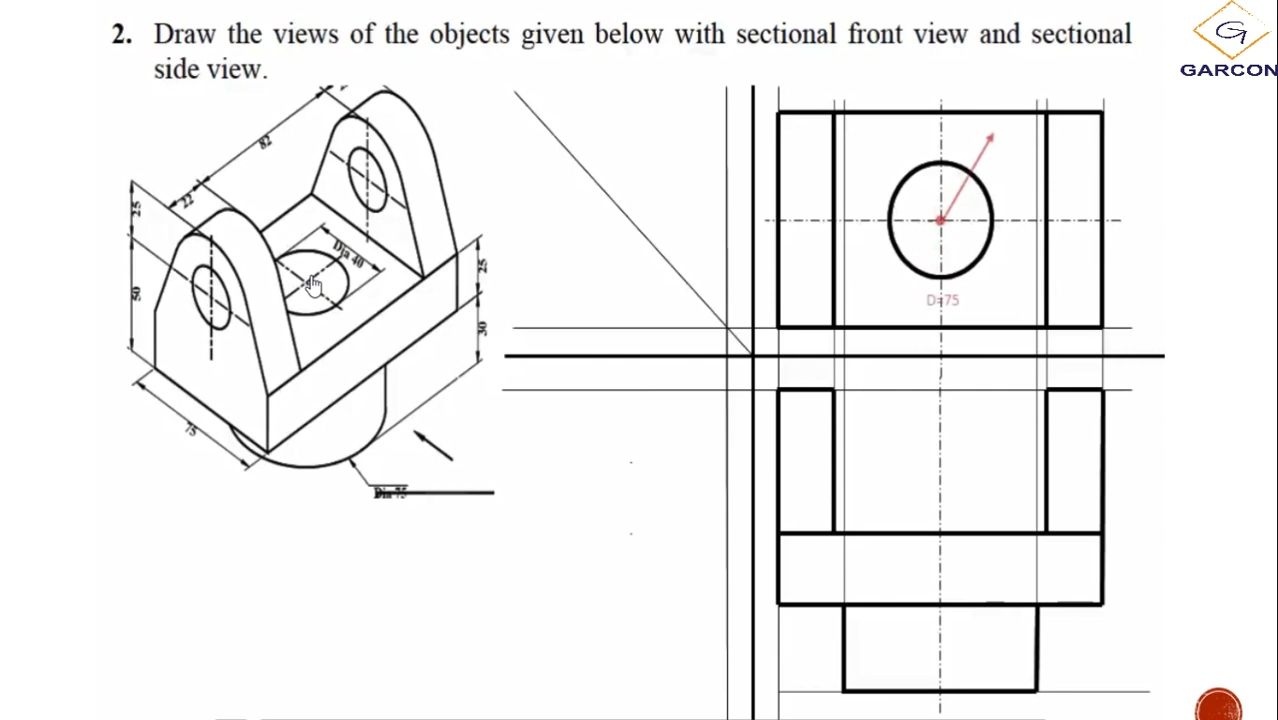 2. Draw the views of the objects given below with sectional front view and sectional
side view.
G
GARCON
82
22
25
50
Dia 40
25
30
75
Dia 75
D=75